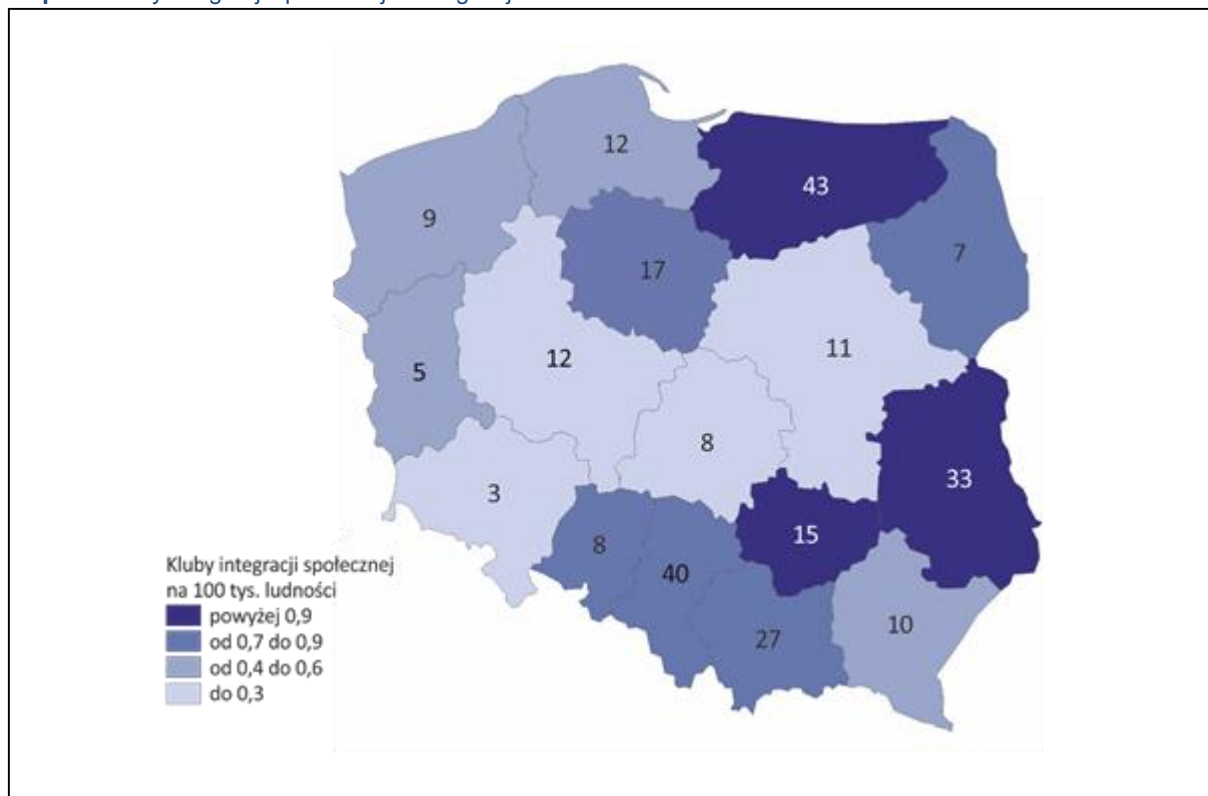 12
43
9
7
17
11
12
5
8
33
3
15
8
40
10
27
Kluby integracji społecznej
na 100 tys. ludności
powyżej 0,9
od 0,7 do 0,9
od 0,4 do 0,6
do 0,3